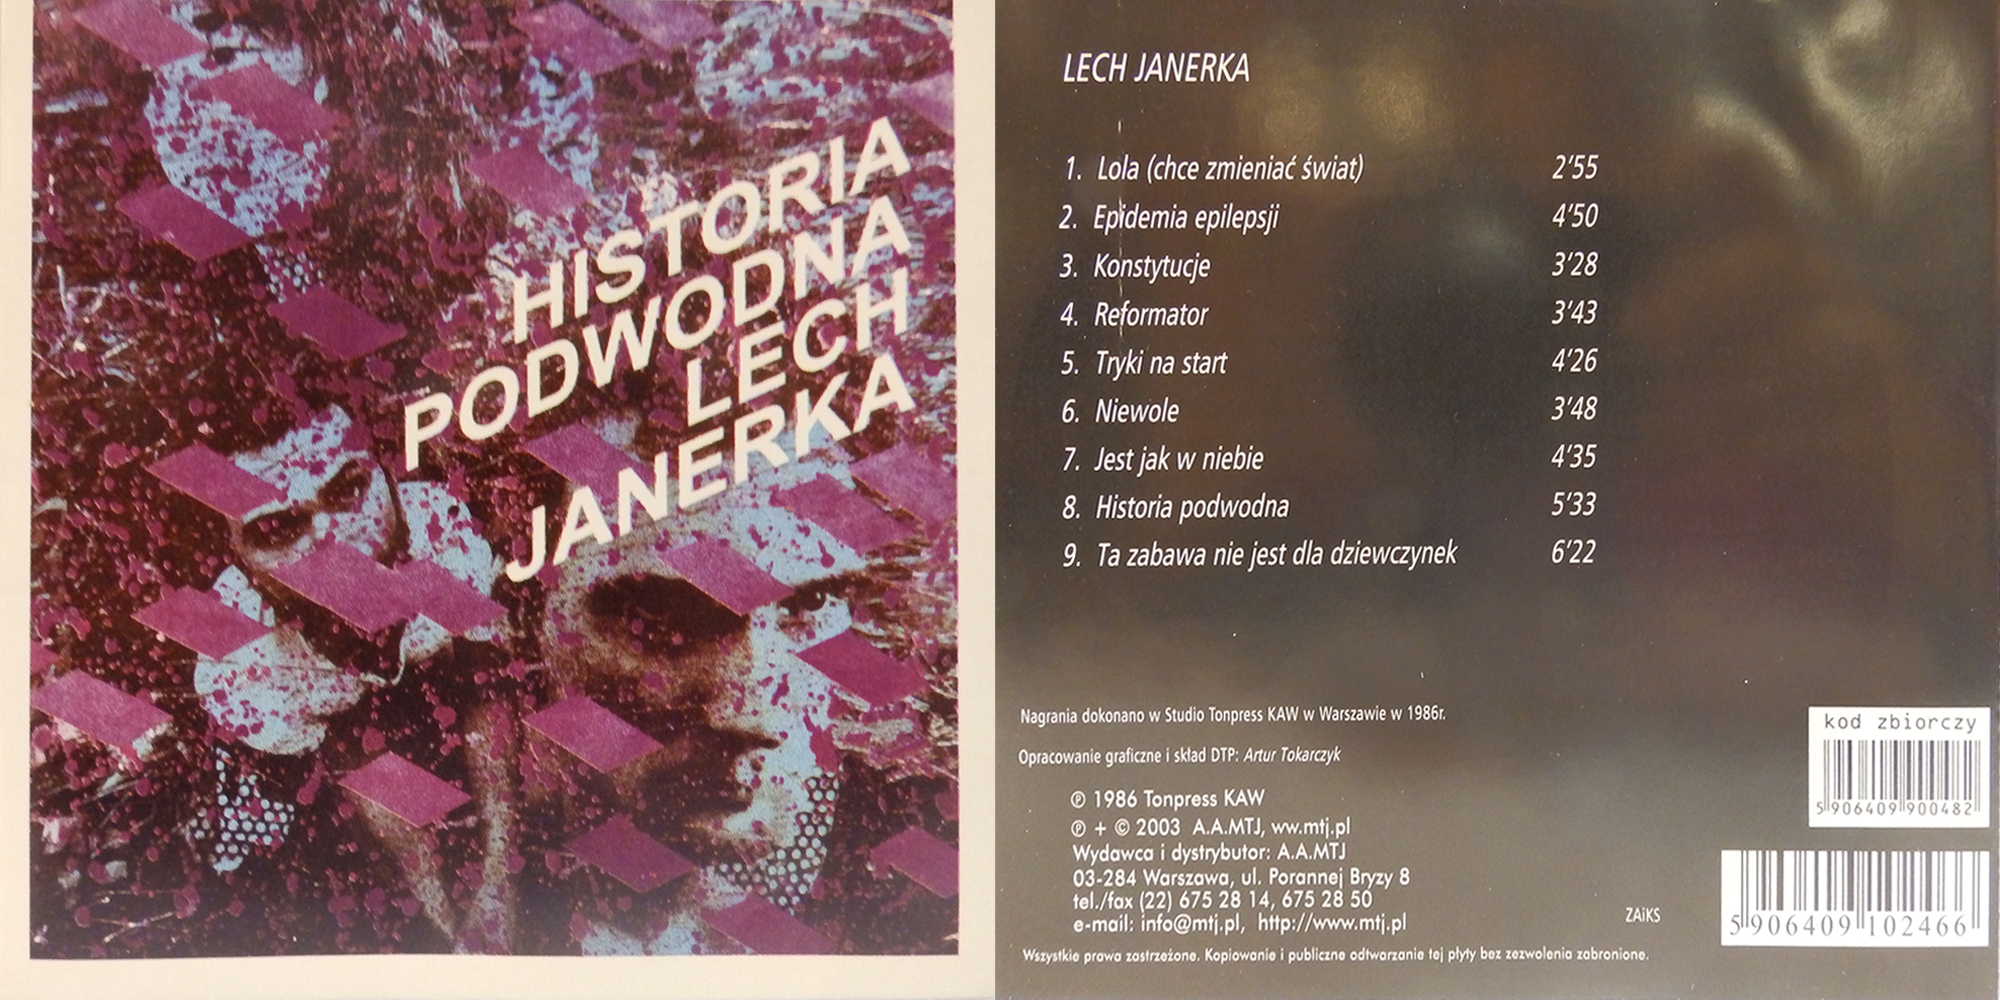 HISTORIA
PODWODNA
LECH
JANERKA
LECH JANERKA
1. Lola (chce zmieniać świat) 2'55
2. Epidemia epilepsji 4'50
3. Konstytucje 3'28
4. Reformator 3'43
5. Tryki na start 4'26
6. Niewole 3'48
7. Jest jak w niebie 4'35
8. Historia podwodna 5'33
9. Ta zabawa nie jest dla dziewczynek 6'22
Nagrania dokonano w Studio Tonpress KAW w Warszawie w 1986r.
Opracowanie graficzne i skład DTP: Artur Tokarczyk
℗ 1986 Tonpress KAW
℗ + © 2003 A.A.MTJ, ww.mtj.pl
Wydawca i dystrybutor: A.A.MTJ
03-284 Warszawa, ul. Porannej Bryzy 8
tel./fax (22) 675 28 14, 675 28 50
e-mail: info@mtj.pl, http://www.mtj.pl
Wszystkie prawa zastrzeżone. Kopiowanie i publiczne odtwarzanie tej płyty bez zezwolenia zabronione.
ZAiKS
kod zbiorczy
5 906409 900482
5 906409 102466